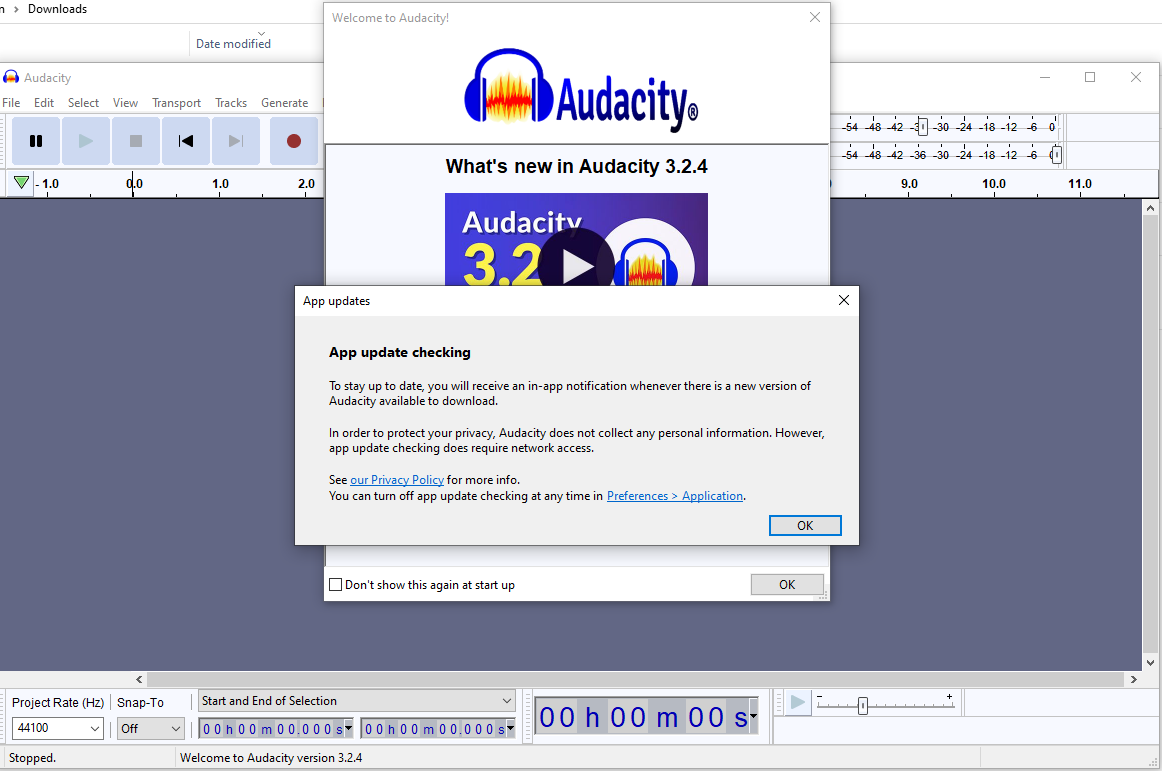 Downloads
Date modified
Welcome to Audacity!
Audacity®
Audacity
File Edit Select View Transport Tracks Generate
-54 -48 -42 -30 -24 -18 -12 -6 0
-54 -48 -42 -36 -30 -24 -18 -12 -6
-1.0 0.0 1.0 2.0 9.0 10.0 11.0
What's new in Audacity 3.2.4
Audacity
3.2
App updates
App update checking
To stay up to date, you will receive an in-app notification whenever there is a new version of
Audacity available to download.
In order to protect your privacy, Audacity does not collect any personal information. However,
app update checking does require network access.
See our Privacy Policy for more info.
You can turn off app update checking at any time in Preferences > Application.
OK
Don't show this again at start up
OK
Project Rate (Hz) Snap-To
Start and End of Selection
44100 Off
00 h 00 m 00.000 s 00 h 00 m 00.000 s
00 h 00 m 00 s
- +
Stopped.
Welcome to Audacity version 3.2.4